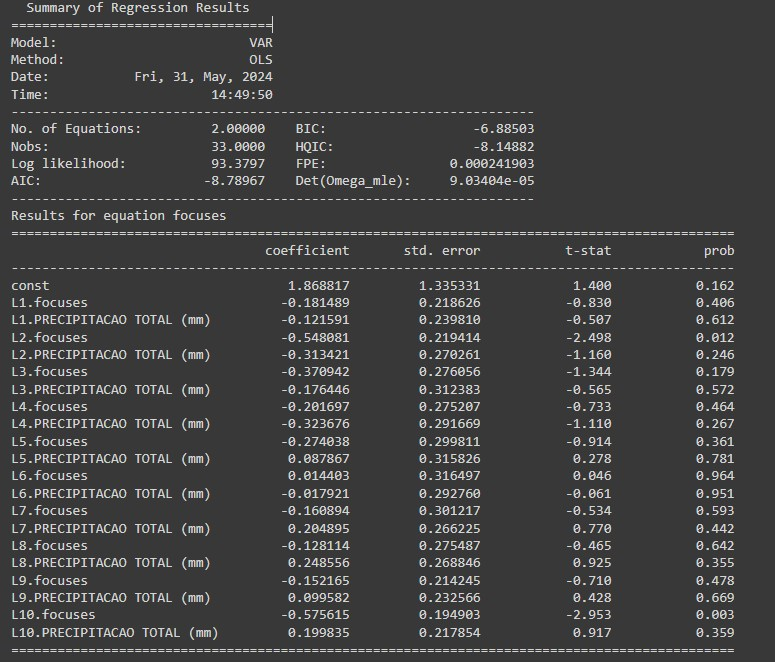 Summary of Regression Results
==================================
Model:                         VAR
Method:                        OLS
Date:           Fri, 31, May, 2024
Time:                     14:49:50
--------------------------------------------------------------------
No. of Equations:         2.00000    BIC:                   -6.88503
Nobs:                     33.0000    HQIC:                  -8.14882
Log likelihood:           93.3797    FPE:                0.000241903
AIC:                     -8.78967    Det(Omega_mle):     9.03404e-05
--------------------------------------------------------------------
Results for equation focuses
==============================================================================================
                                 coefficient       std. error           t-stat            prob
----------------------------------------------------------------------------------------------
const                               1.868817         1.335331            1.400           0.162
L1.focuses                         -0.181489         0.218626           -0.830           0.406
L1.PRECIPITACAO TOTAL (mm)         -0.121591         0.239810           -0.507           0.612
L2.focuses                         -0.548081         0.219414           -2.498           0.012
L2.PRECIPITACAO TOTAL (mm)         -0.313421         0.270261           -1.160           0.246
L3.focuses                         -0.370942         0.276056           -1.344           0.179
L3.PRECIPITACAO TOTAL (mm)         -0.176446         0.312383           -0.565           0.572
L4.focuses                         -0.201697         0.275207           -0.733           0.464
L4.PRECIPITACAO TOTAL (mm)         -0.323676         0.291669           -1.110           0.267
L5.focuses                         -0.274038         0.299811           -0.914           0.361
L5.PRECIPITACAO TOTAL (mm)          0.087867         0.315826            0.278           0.781
L6.focuses                          0.014403         0.316497            0.046           0.964
L6.PRECIPITACAO TOTAL (mm)         -0.017921         0.292760           -0.061           0.951
L7.focuses                         -0.160894         0.301217           -0.534           0.593
L7.PRECIPITACAO TOTAL (mm)          0.204895         0.266225            0.770           0.442
L8.focuses                         -0.128114         0.275487           -0.465           0.642
L8.PRECIPITACAO TOTAL (mm)          0.248556         0.268846            0.925           0.355
L9.focuses                         -0.152165         0.214245           -0.710           0.478
L9.PRECIPITACAO TOTAL (mm)          0.099582         0.232566            0.428           0.669
L10.focuses                        -0.575615         0.194903           -2.953           0.003
L10.PRECIPITACAO TOTAL (mm)         0.199835         0.217854            0.917           0.359
==============================================================================================